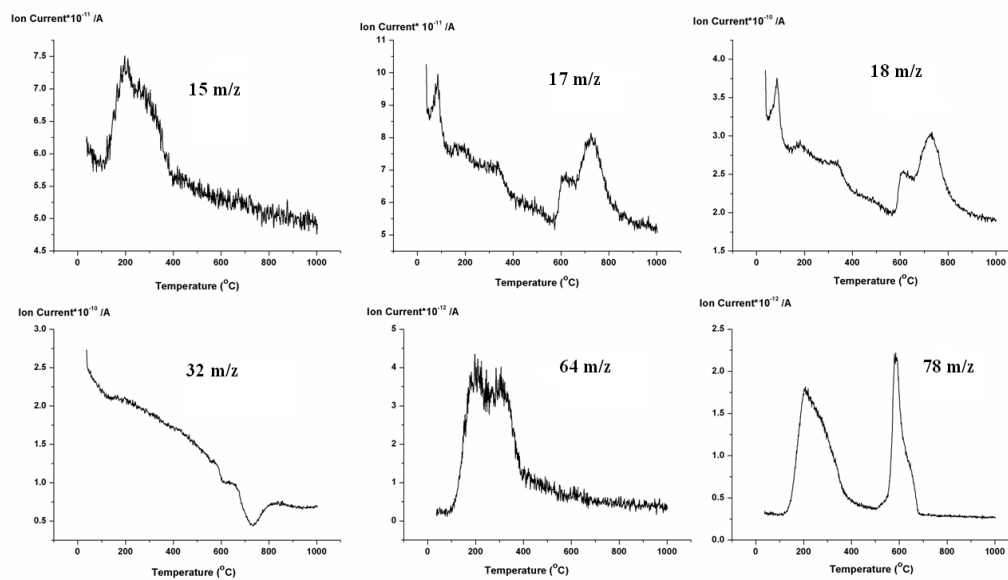 Ion Current*10⁻¹¹ /A
7.5
7.0
6.5
6.0
5.5
5.0
4.5
15 m/z
0 200 400 600 800 1000
Temperature (°C)
Ion Current* 10⁻¹¹ /A
11
10
9
8
7
6
5
4
17 m/z
0 200 400 600 800 1000
Temperature (°C)
Ion Current*10⁻¹⁰ /A
4.0
3.5
3.0
2.5
2.0
1.5
18 m/z
0 200 400 600 800 1000
Temperature (°C)
Ion Current*10⁻¹⁰ /A
3.0
2.5
2.0
1.5
1.0
0.5
32 m/z
0 200 400 600 800 1000
Temperature (°C)
Ion Current*10⁻¹² /A
5
4
3
2
1
0
64 m/z
0 200 400 600 800 1000
Temperature (°C)
Ion Current*10⁻¹² /A
2.5
2.0
1.5
1.0
0.5
0.0
78 m/z
0 200 400 600 800 1000
Temperature (°C)